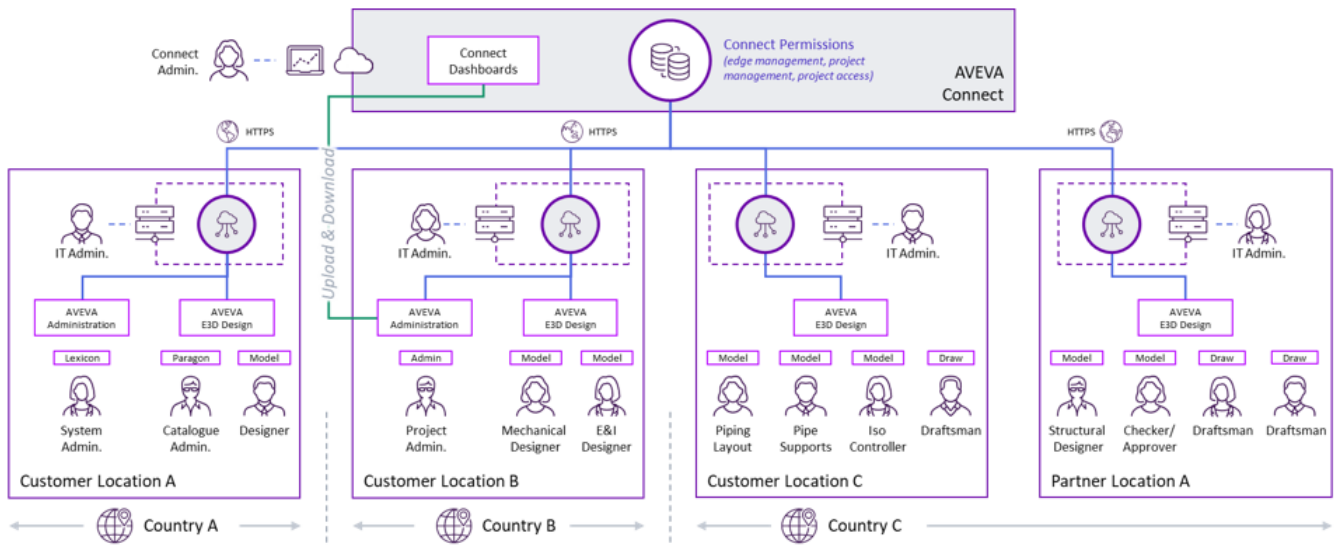 Connect
Admin.
Connect
Dashboards
Connect Permissions
(edge management, project
management, project access)
AVEVA
Connect
HTTPS
HTTPS
HTTPS
Upload & Download
IT Admin.
AVEVA
Administration
AVEVA
E3D Design
Lexicon
Paragon
Model
System
Admin.
Catalogue
Admin.
Designer
Customer Location A
IT Admin.
AVEVA
Administration
AVEVA
E3D Design
Admin
Model
Model
Project
Admin.
Mechanical
Designer
E&I
Designer
Customer Location B
IT Admin.
AVEVA
E3D Design
Model
Model
Model
Draw
Piping
Layout
Pipe
Supports
Iso
Controller
Draftsman
Customer Location C
IT Admin.
AVEVA
E3D Design
Model
Model
Draw
Draw
Structural
Designer
Checker/
Approver
Draftsman
Draftsman
Partner Location A
Country A
Country B
Country C